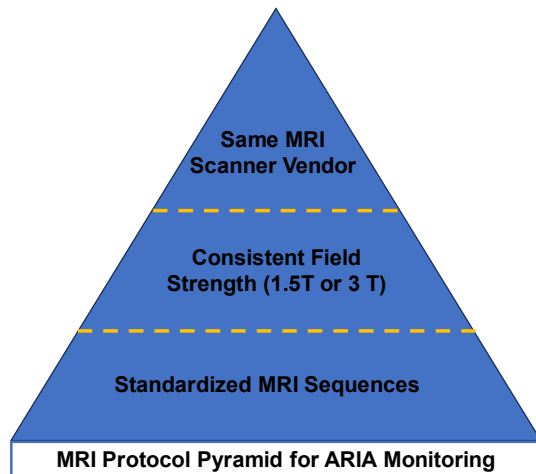 Same MRI
Scanner Vendor
Consistent Field
Strength (1.5T or 3 T)
Standardized MRI Sequences
MRI Protocol Pyramid for ARIA Monitoring